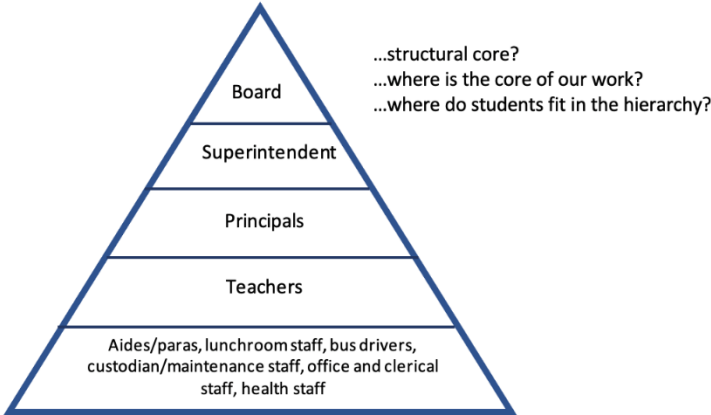 ...structural core?
...where is the core of our work?
...where do students fit in the hierarchy?
Board
Superintendent
Principals
Teachers
Aides/paras, lunchroom staff, bus drivers,
custodian/maintenance staff, office and clerical
staff, health staff